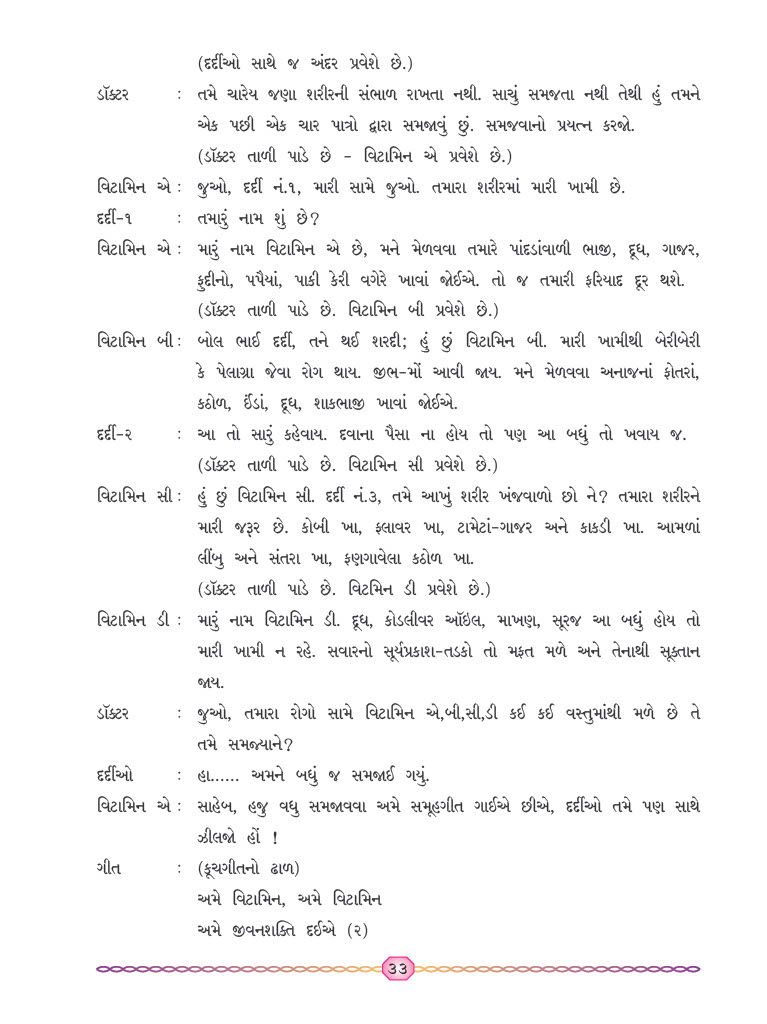 (દર્દીઓ સાથે જ અંદર પ્રવેશે છે.)
ડૉક્ટર : તમે ચારેય જણા શરીરની સંભાળ રાખતા નથી. સાચું સમજતા નથી તેથી હું તમને
એક પછી એક ચાર પાત્રો દ્વારા સમજાવું છું. સમજવાનો પ્રયત્ન કરજો.
(ડૉક્ટર તાળી પાડે છે - વિટામિન એ પ્રવેશે છે.)
વિટામિન એ : જુઓ, દર્દી નં.૧, મારી સામે જુઓ. તમારા શરીરમાં મારી ખામી છે.
દર્દી-૧ : તમારું નામ શું છે?
વિટામિન એ : મારું નામ વિટામિન એ છે, મને મેળવવા તમારે પાંદડાંવાળી ભાજી, દૂધ, ગાજર,
ફુદીનો, પપૈયાં, પાકી કેરી વગેરે ખાવાં જોઈએ. તો જ તમારી ફરિયાદ દૂર થશે.
(ડૉક્ટર તાળી પાડે છે. વિટામિન બી પ્રવેશે છે.)
વિટામિન બી : બોલ ભાઈ દર્દી, તને થઈ શરદી; હું છું વિટામિન બી. મારી ખામીથી બેરીબેરી
કે પેલાગ્રા જેવા રોગ થાય. જીભ-મોં આવી જાય. મને મેળવવા અનાજનાં ફોતરાં,
કઠોળ, ઈંડાં, દૂધ, શાકભાજી ખાવાં જોઈએ.
દર્દી-૨ : આ તો સારું કહેવાય. દવાના પૈસા ના હોય તો પણ આ બધું તો ખવાય જ.
(ડૉક્ટર તાળી પાડે છે. વિટામિન સી પ્રવેશે છે.)
વિટામિન સી : હું છું વિટામિન સી. દર્દી નં.૩, તમે આખું શરીર ખંજવાળો છો ને? તમારા શરીરને
મારી જરૂર છે. કોબી ખા, ફ્લાવર ખા, ટામેટાં-ગાજર અને કાકડી ખા. આમળાં
લીંબુ અને સંતરા ખા, ફણગાવેલા કઠોળ ખા.
(ડૉક્ટર તાળી પાડે છે. વિટમિન ડી પ્રવેશે છે.)
વિટામિન ડી : મારું નામ વિટામિન ડી. દૂધ, કોડલીવર ઑઇલ, માખણ, સૂરજ આ બધું હોય તો
મારી ખામી ન રહે. સવારનો સૂર્યપ્રકાશ-તડકો તો મફત મળે અને તેનાથી સૂક્તાન
જાય.
ડૉક્ટર : જુઓ, તમારા રોગો સામે વિટામિન એ,બી,સી,ડી કઈ કઈ વસ્તુમાંથી મળે છે તે
તમે સમજ્યાને?
દર્દીઓ : હા...... અમને બધું જ સમજાઈ ગયું.
વિટામિન એ : સાહેબ, હજુ વધુ સમજાવવા અમે સમૂહગીત ગાઈએ છીએ, દર્દીઓ તમે પણ સાથે
ઝીલજો હોં !
ગીત : (કૂચગીતનો ઢાળ)
અમે વિટામિન, અમે વિટામિન
અમે જીવનશક્તિ દઈએ (૨)
૩૩